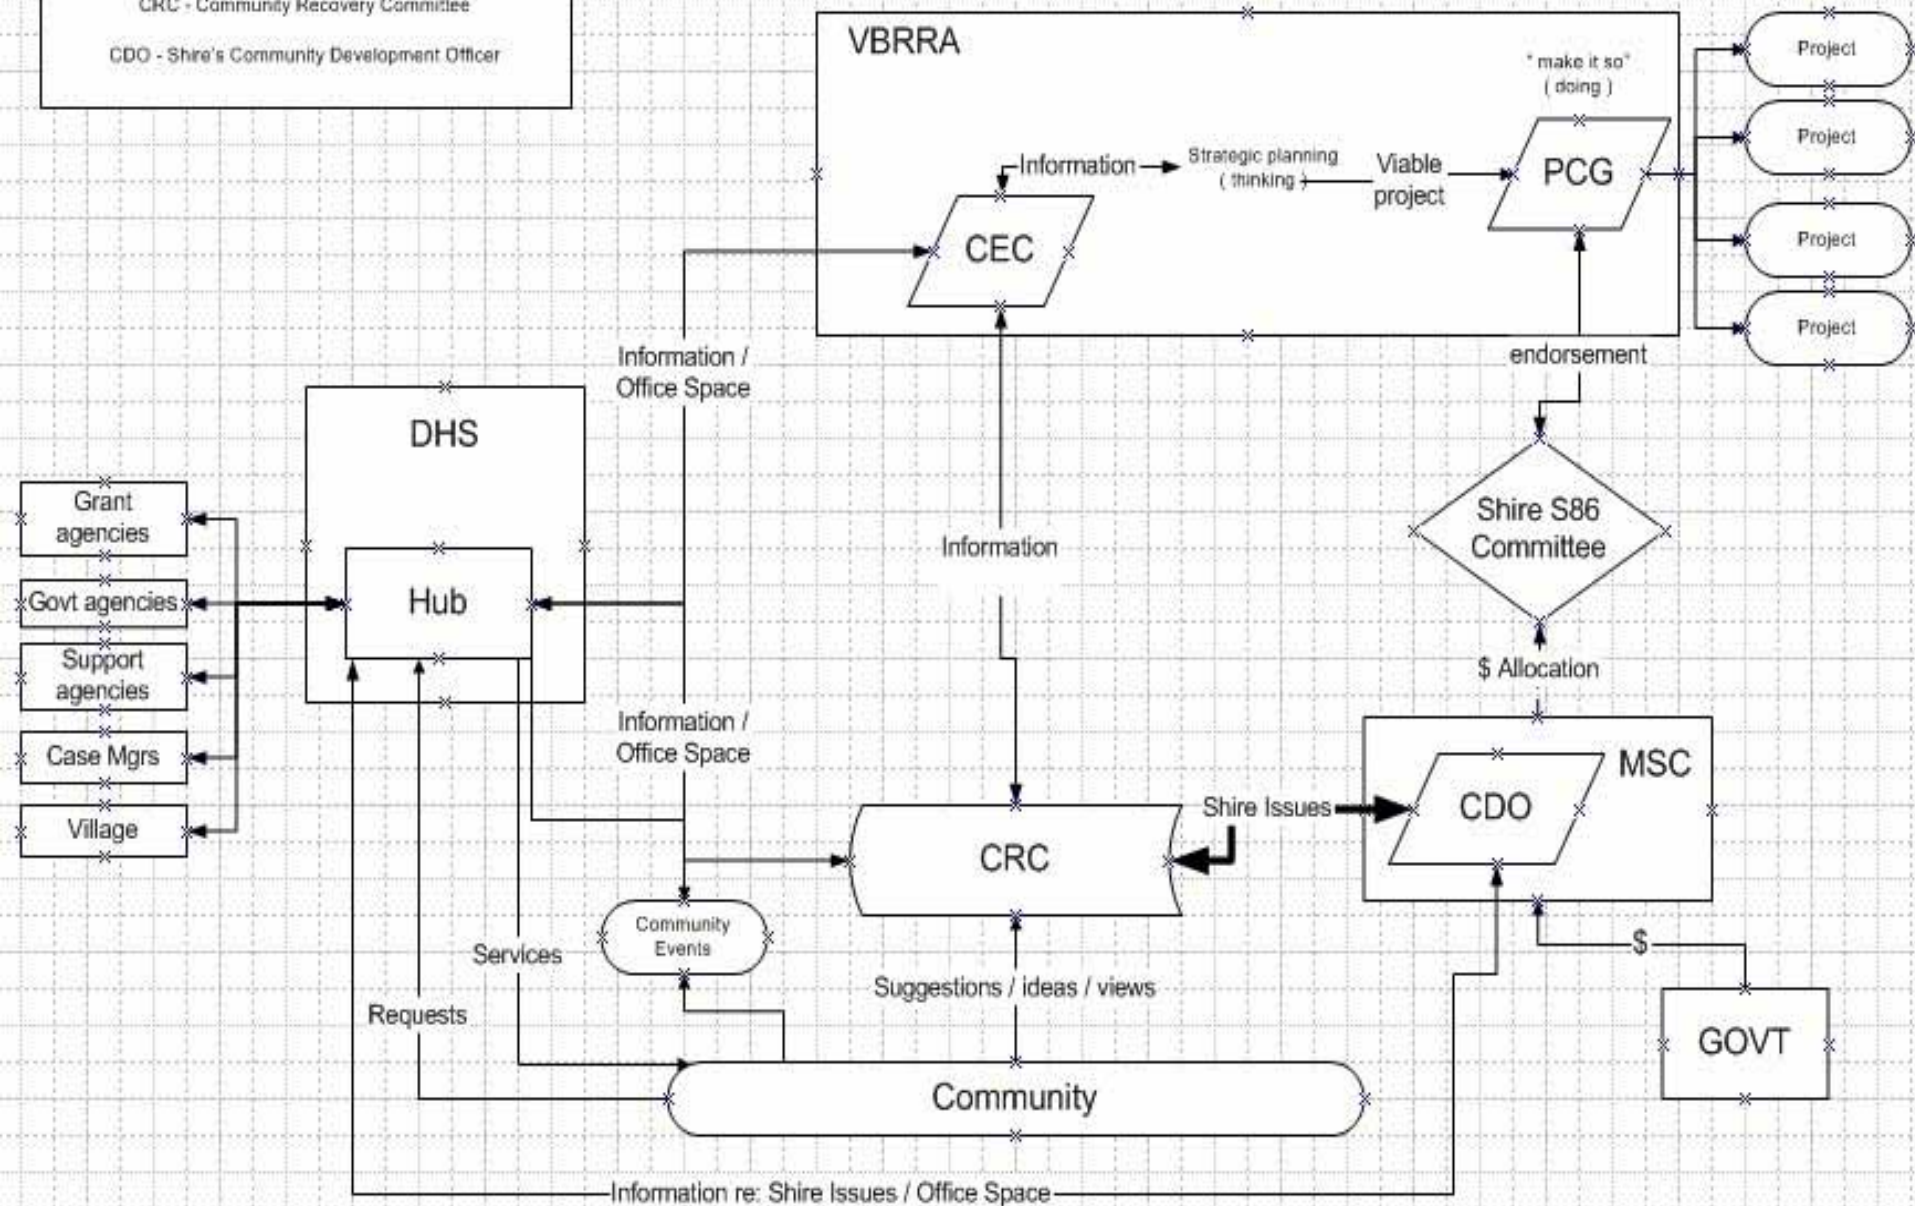 CRC - Community Recovery Committee
CDO - Shire's Community Development Officer
VBRRA
" make it so"
( doing )
Project
Project
Project
Project
Information
Strategic planning
( thinking )
Viable
project
PCG
CEC
Information /
Office Space
endorsement
DHS
Grant
agencies
Govt agencies
Support
agencies
Case Mgrs
Village
Hub
Information
Shire S86
Committee
$ Allocation
Information /
Office Space
MSC
CDO
Shire Issues
CRC
Community
Events
Services
Requests
Suggestions / ideas / views
$
GOVT
Community
Information re: Shire Issues / Office Space